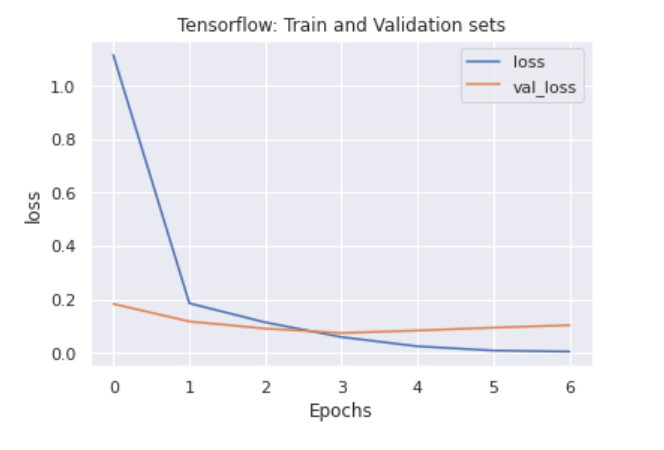 Tensorflow: Train and Validation sets
loss
val_loss
1.0
0.8
0.6
0.4
0.2
0.0
loss
0 1 2 3 4 5 6
Epochs